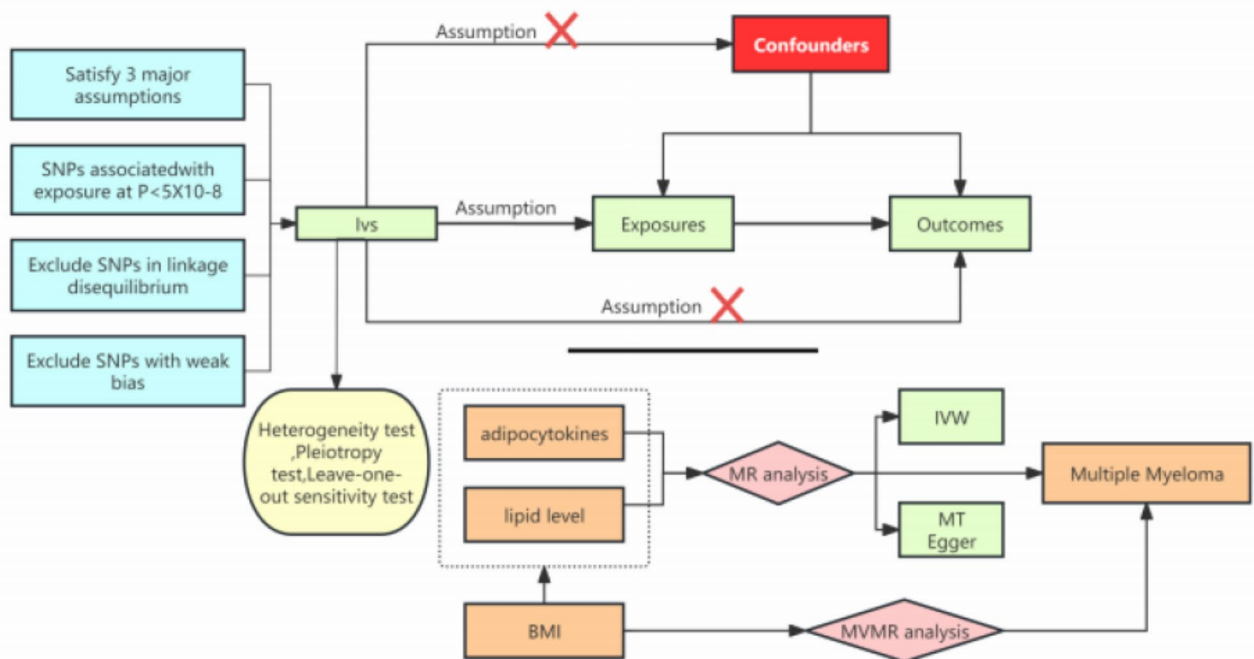 Assumption
Confounders
Satisfy 3 major
assumptions
SNPs associatedwith
exposure at P<5X10-8
Exclude SNPs in linkage
disequilibrium
Exclude SNPs with weak
bias
Ivs
Assumption
Exposures
Outcomes
Assumption
Heterogeneity test
,Pleiotropy
test,Leave-one-
out sensitivity test
adipocytokines
lipid level
BMI
MR analysis
IVW
MT
Egger
Multiple Myeloma
MVMR analysis